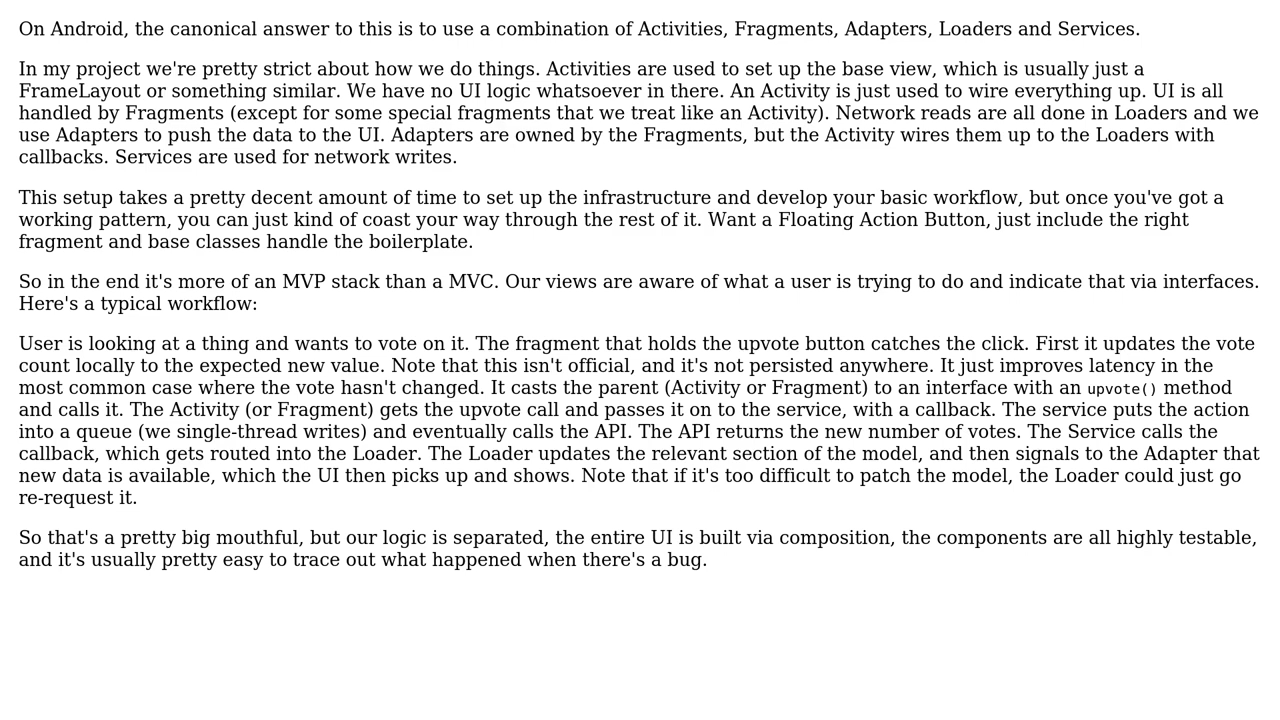 On Android, the canonical answer to this is to use a combination of Activities, Fragments, Adapters, Loaders and Services.
In my project we're pretty strict about how we do things. Activities are used to set up the base view, which is usually just a
FrameLayout or something similar. We have no UI logic whatsoever in there. An Activity is just used to wire everything up. UI is all
handled by Fragments (except for some special fragments that we treat like an Activity). Network reads are all done in Loaders and we
use Adapters to push the data to the UI. Adapters are owned by the Fragments, but the Activity wires them up to the Loaders with
callbacks. Services are used for network writes.
This setup takes a pretty decent amount of time to set up the infrastructure and develop your basic workflow, but once you've got a
working pattern, you can just kind of coast your way through the rest of it. Want a Floating Action Button, just include the right
fragment and base classes handle the boilerplate.
So in the end it's more of an MVP stack than a MVC. Our views are aware of what a user is trying to do and indicate that via interfaces.
Here's a typical workflow:
User is looking at a thing and wants to vote on it. The fragment that holds the upvote button catches the click. First it updates the vote
count locally to the expected new value. Note that this isn't official, and it's not persisted anywhere. It just improves latency in the
most common case where the vote hasn't changed. It casts the parent (Activity or Fragment) to an interface with an upvote() method
and calls it. The Activity (or Fragment) gets the upvote call and passes it on to the service, with a callback. The service puts the action
into a queue (we single-thread writes) and eventually calls the API. The API returns the new number of votes. The Service calls the
callback, which gets routed into the Loader. The Loader updates the relevant section of the model, and then signals to the Adapter that
new data is available, which the UI then picks up and shows. Note that if it's too difficult to patch the model, the Loader could just go
re-request it.
So that's a pretty big mouthful, but our logic is separated, the entire UI is built via composition, the components are all highly testable,
and it's usually pretty easy to trace out what happened when there's a bug.